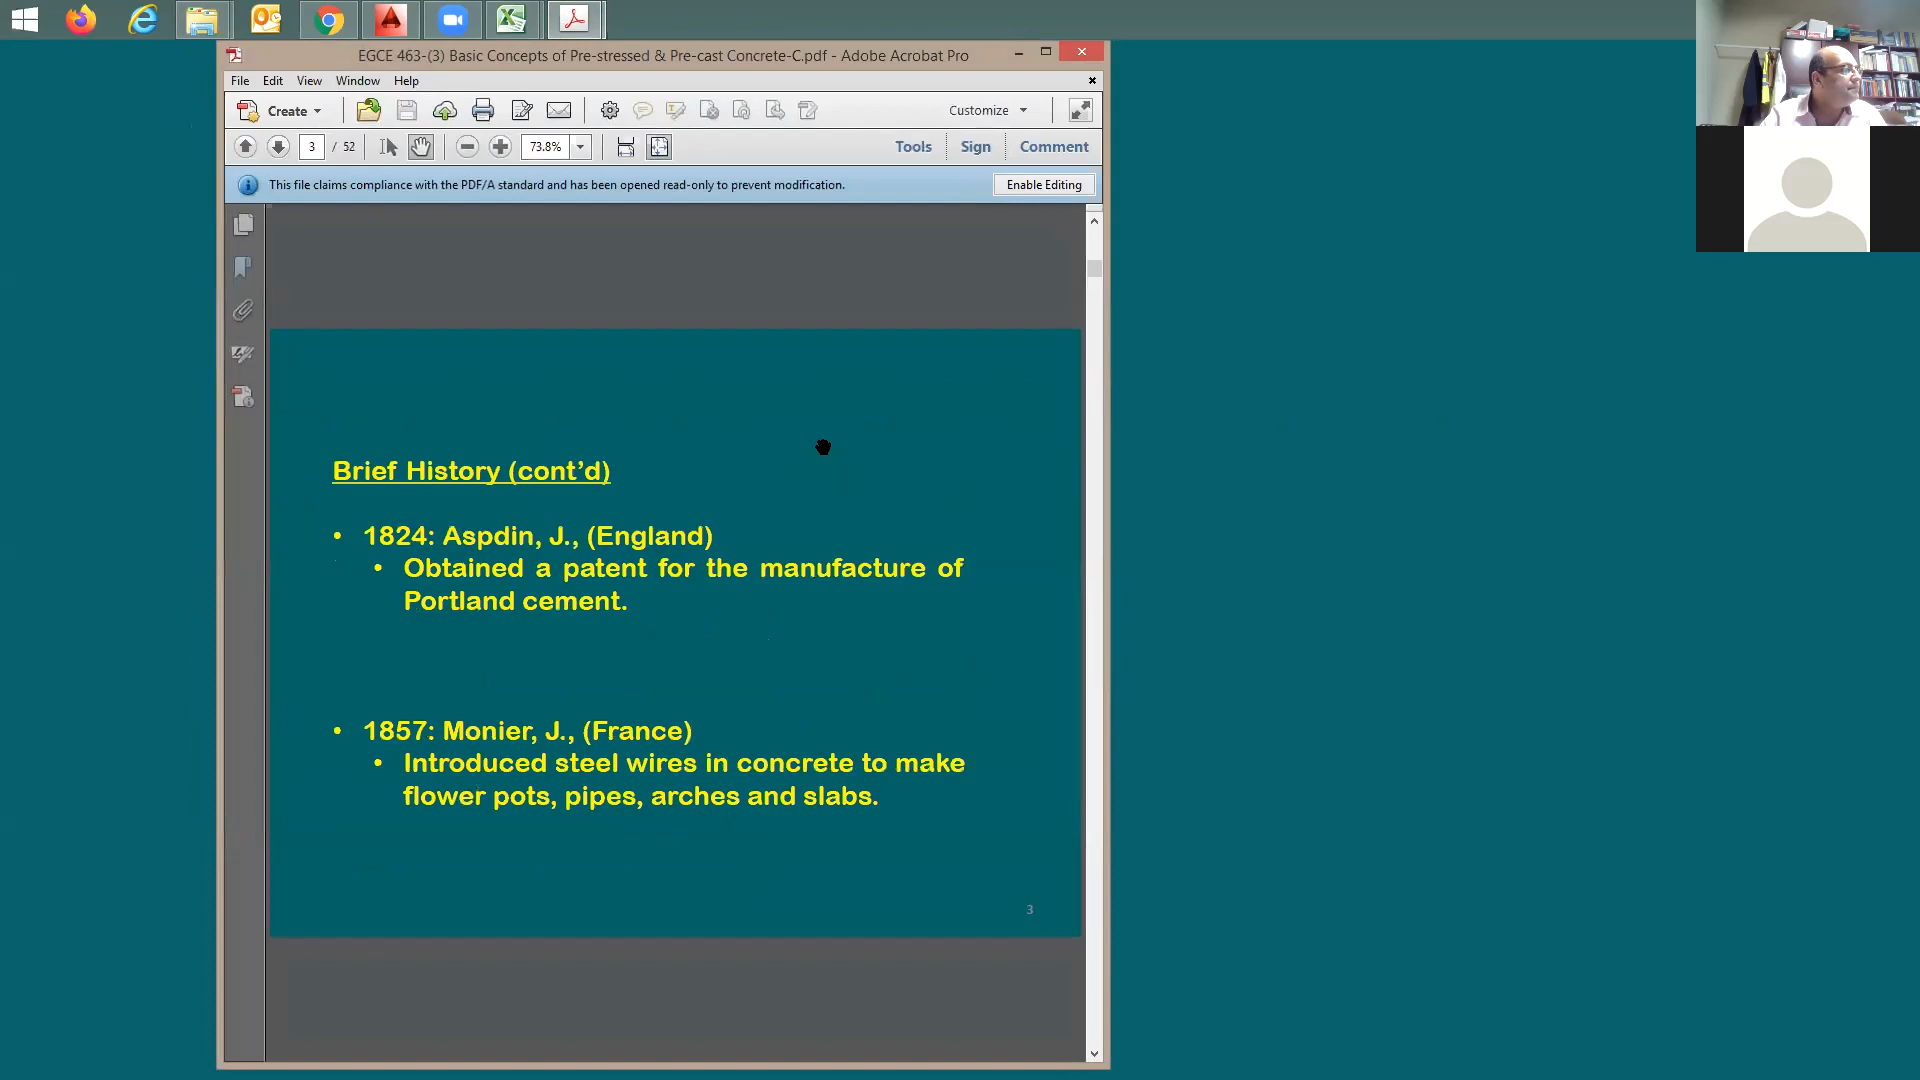 EGCE 463-(3) Basic Concepts of Pre-stressed & Pre-cast Concrete-C.pdf - Adobe Acrobat Pro
File Edit View Window Help
Create Customize
3 / 52 73.8% Tools Sign Comment
This file claims compliance with the PDF/A standard and has been opened read-only to prevent modification. Enable Editing
Brief History (cont’d)
• 1824: Aspdin, J., (England)
• Obtained a patent for the manufacture of
Portland cement.
• 1857: Monier, J., (France)
• Introduced steel wires in concrete to make
flower pots, pipes, arches and slabs.
3